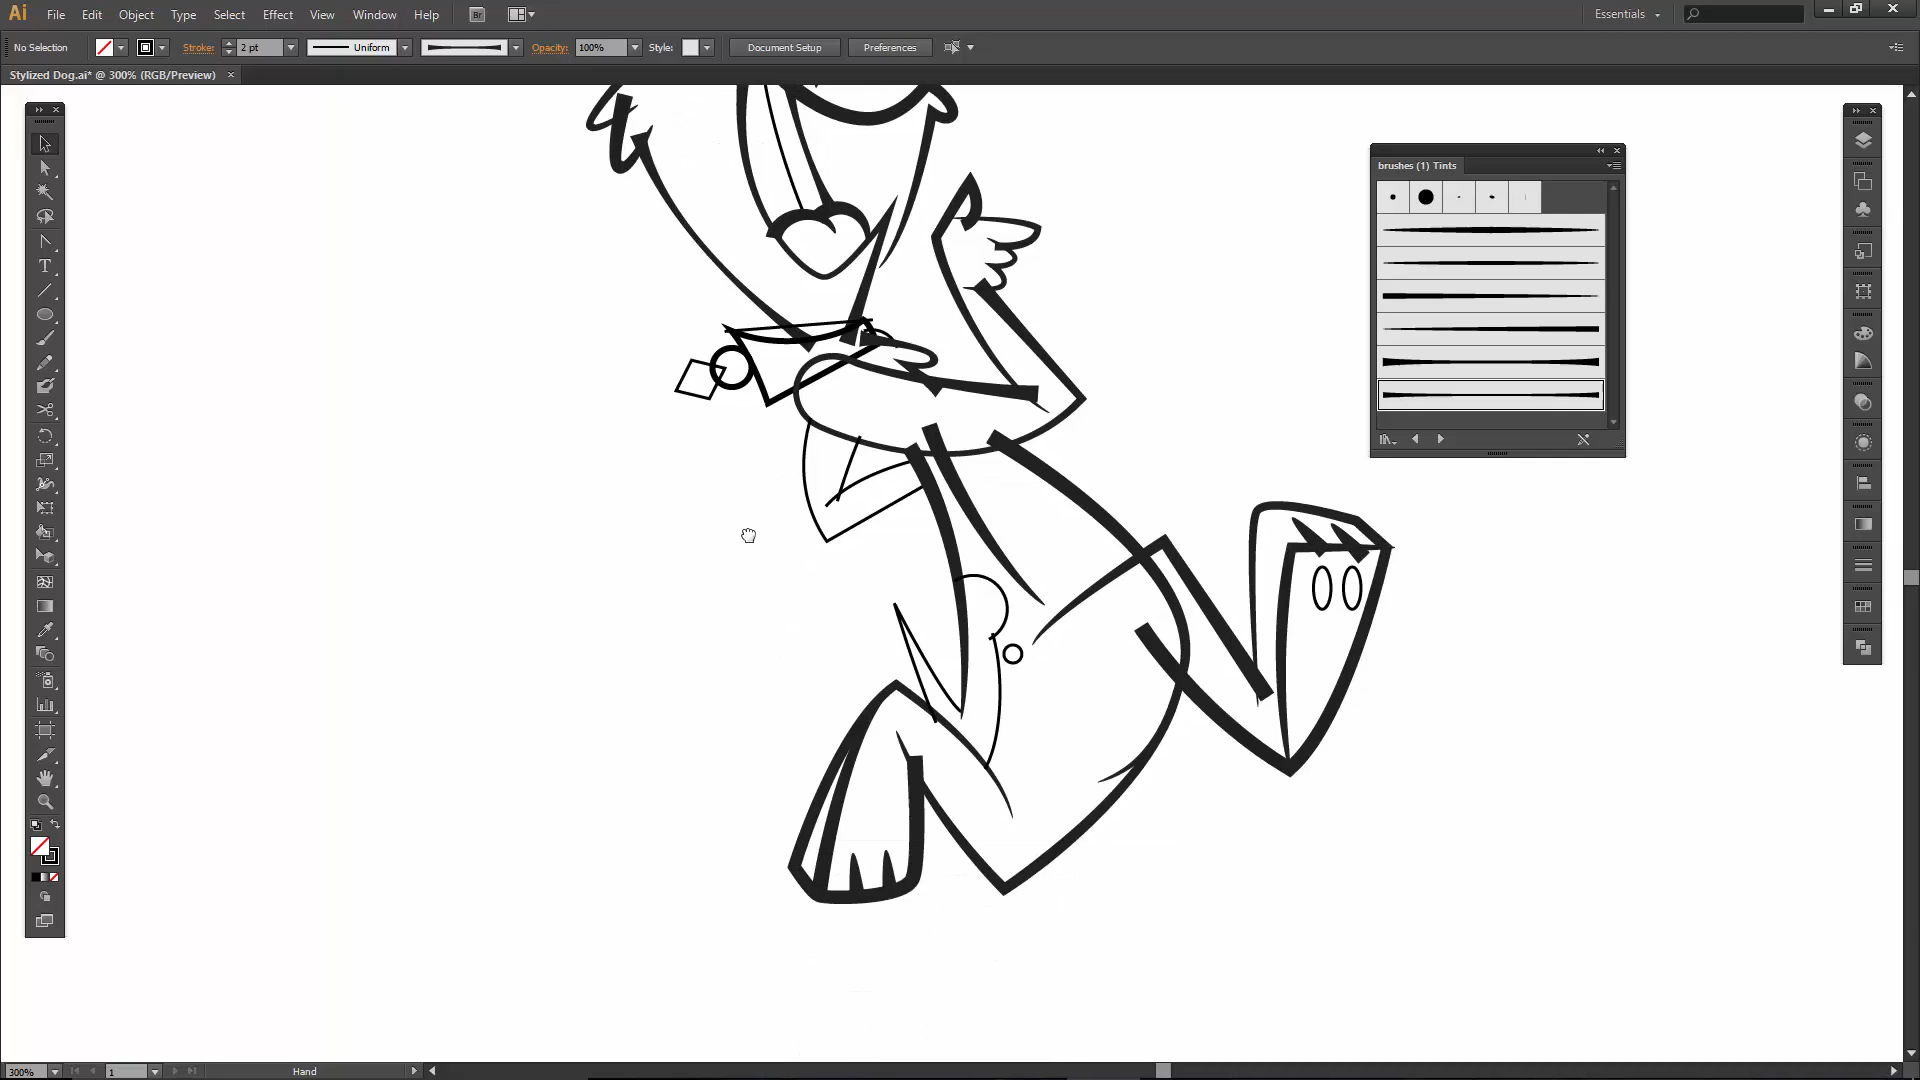 Ai File Edit Object Type Select Effect View Window Help Br Essentials
No Selection Stroke: 2 pt Uniform Opacity: 100% Style: Document Setup Preferences
Stylized Dog.ai* @ 300% (RGB/Preview)
brushes (1) Tints
T
300% 1 Hand